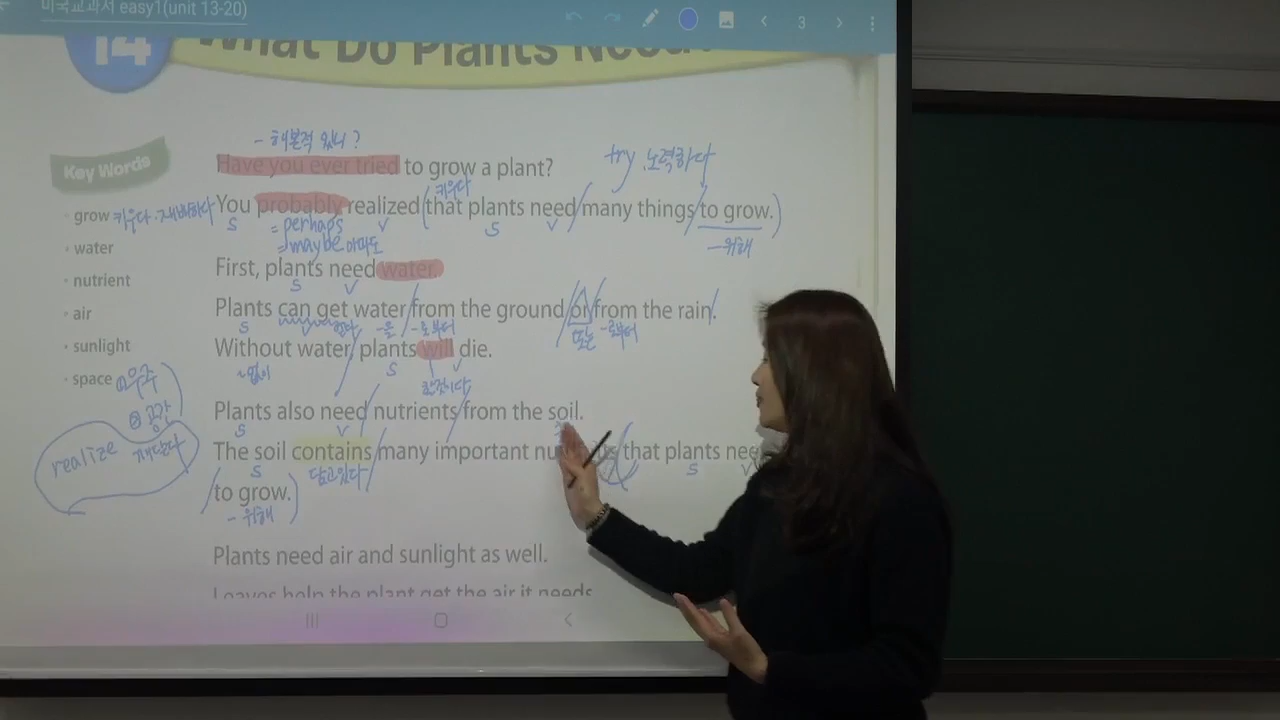 미국교과서 easy1(unit 13-20)
3
14 What Do Plants Need?
Key Words
grow 키우다·재배하다
water
nutrient
air
sunlight
space ① 우주
② 공간
realize 깨닫다
- 해본적 있니?
Have you ever tried to grow a plant?
try 노력하다
키우다
You probably realized (that plants need / many things / to grow.)
S = perhaps V S V -위해
= maybe 아마도
First, plants need water.
S V
Plants can get water / from the ground / or / from the rain /.
S -을 -로부터 또는 -로부터
Without water / plants will die.
~없이 S V
Plants also need / nutrients / from the soil.
S V
The soil contains / many important that plants
S 담고있다 S V
/ to grow.)
- 위해
Plants need air and sunlight as well.
Leaves help the plant get the air it needs